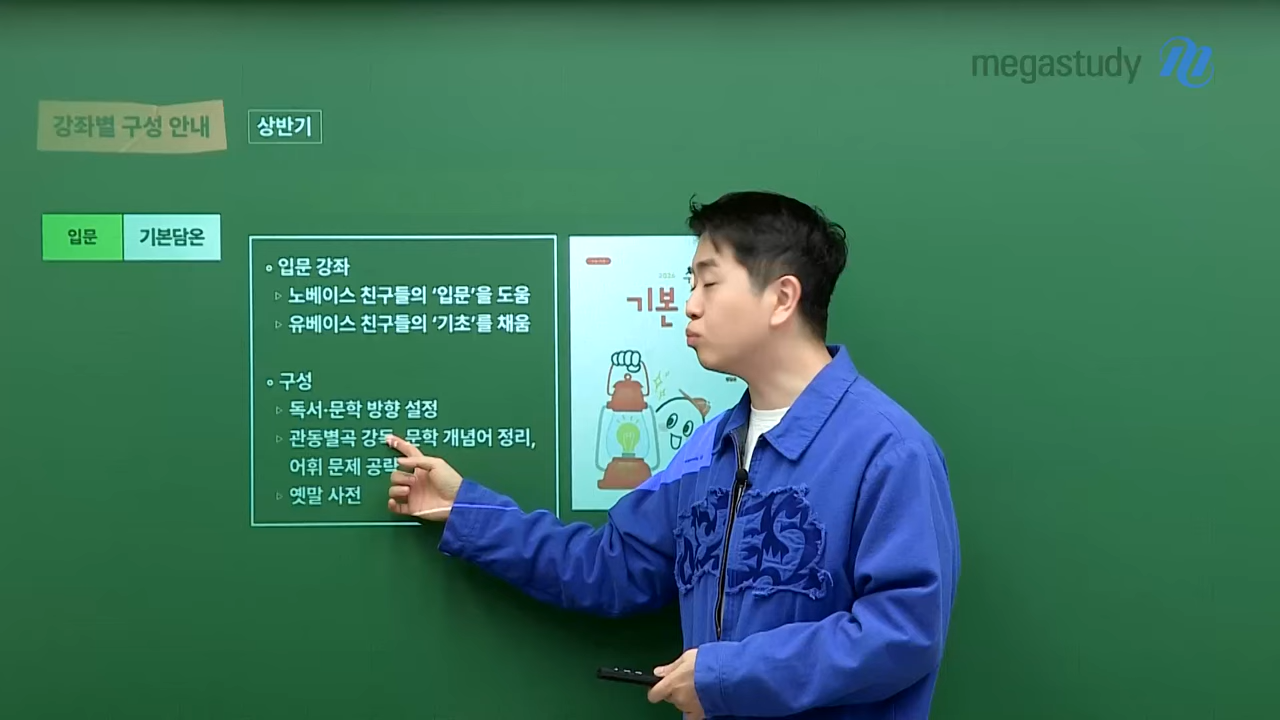 megastudy
강좌별 구성 안내
상반기
입문
기본담온
입문 강좌
노베이스 친구들의 ‘입문’을 도움
유베이스 친구들의 ‘기초’를 채움
구성
독서·문학 방향 설정
관동별곡 강독, 문학 개념어 정리,
어휘 문제 공략
옛말 사전
2026
기본